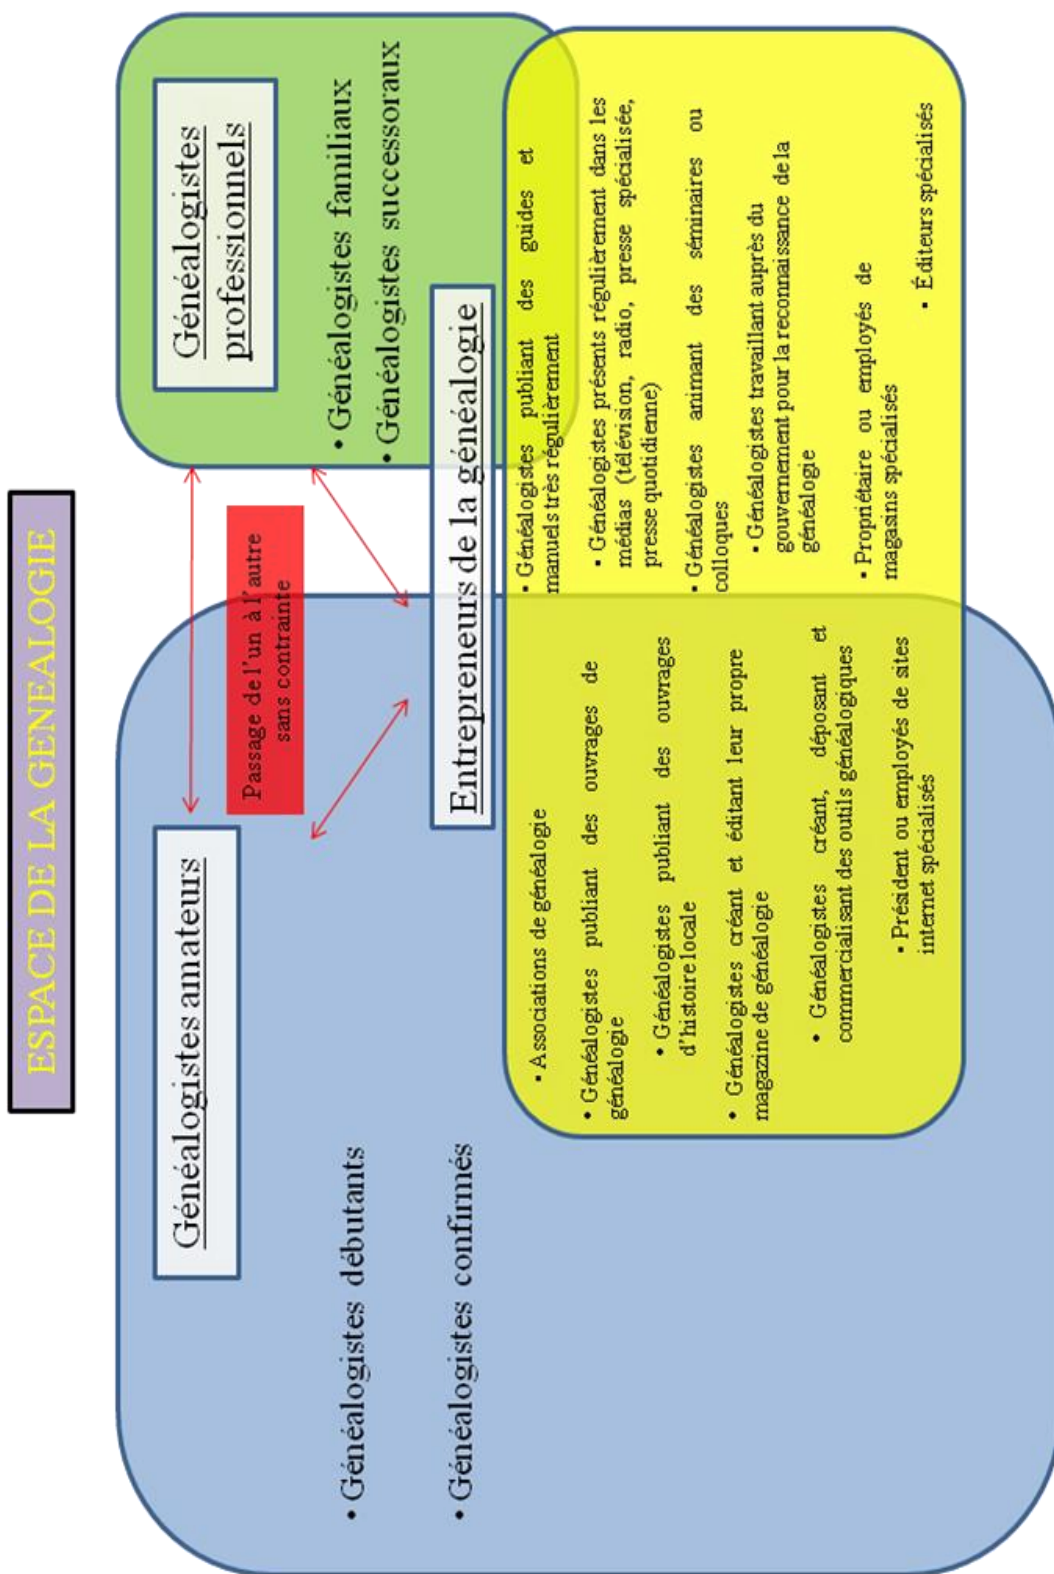 ESPACE DE LA GENEALOGIE
Généalogistes amateurs
• Généalogistes débutants
• Généalogistes confirmés
Passage de l'un à l'autre
sans contrainte
Généalogistes
professionnels
• Généalogistes familiaux
• Généalogistes successoraux
Entrepreneurs de la généalogie
• Associations de généalogie
• Généalogistes publiant des ouvrages de
généalogie
• Généalogistes publiant des ouvrages
d'histoire locale
• Généalogistes créant et éditant leur propre
magazine de généalogie
• Généalogistes créant, déposant et
commercialisant des outils généalogiques
• Président ou employés de sites
internet spécialisés
• Généalogistes publiant des guides et
manuels très régulièrement
• Généalogistes présents régulièrement dans les
médias (télévision, radio, presse spécialisée,
presse quotidienne)
• Généalogistes animant des séminaires ou
colloques
• Généalogistes travaillant auprès du
gouvernement pour la reconnaissance de la
généalogie
• Propriétaire ou employés de
magasins spécialisés
• Éditeurs spécialisés